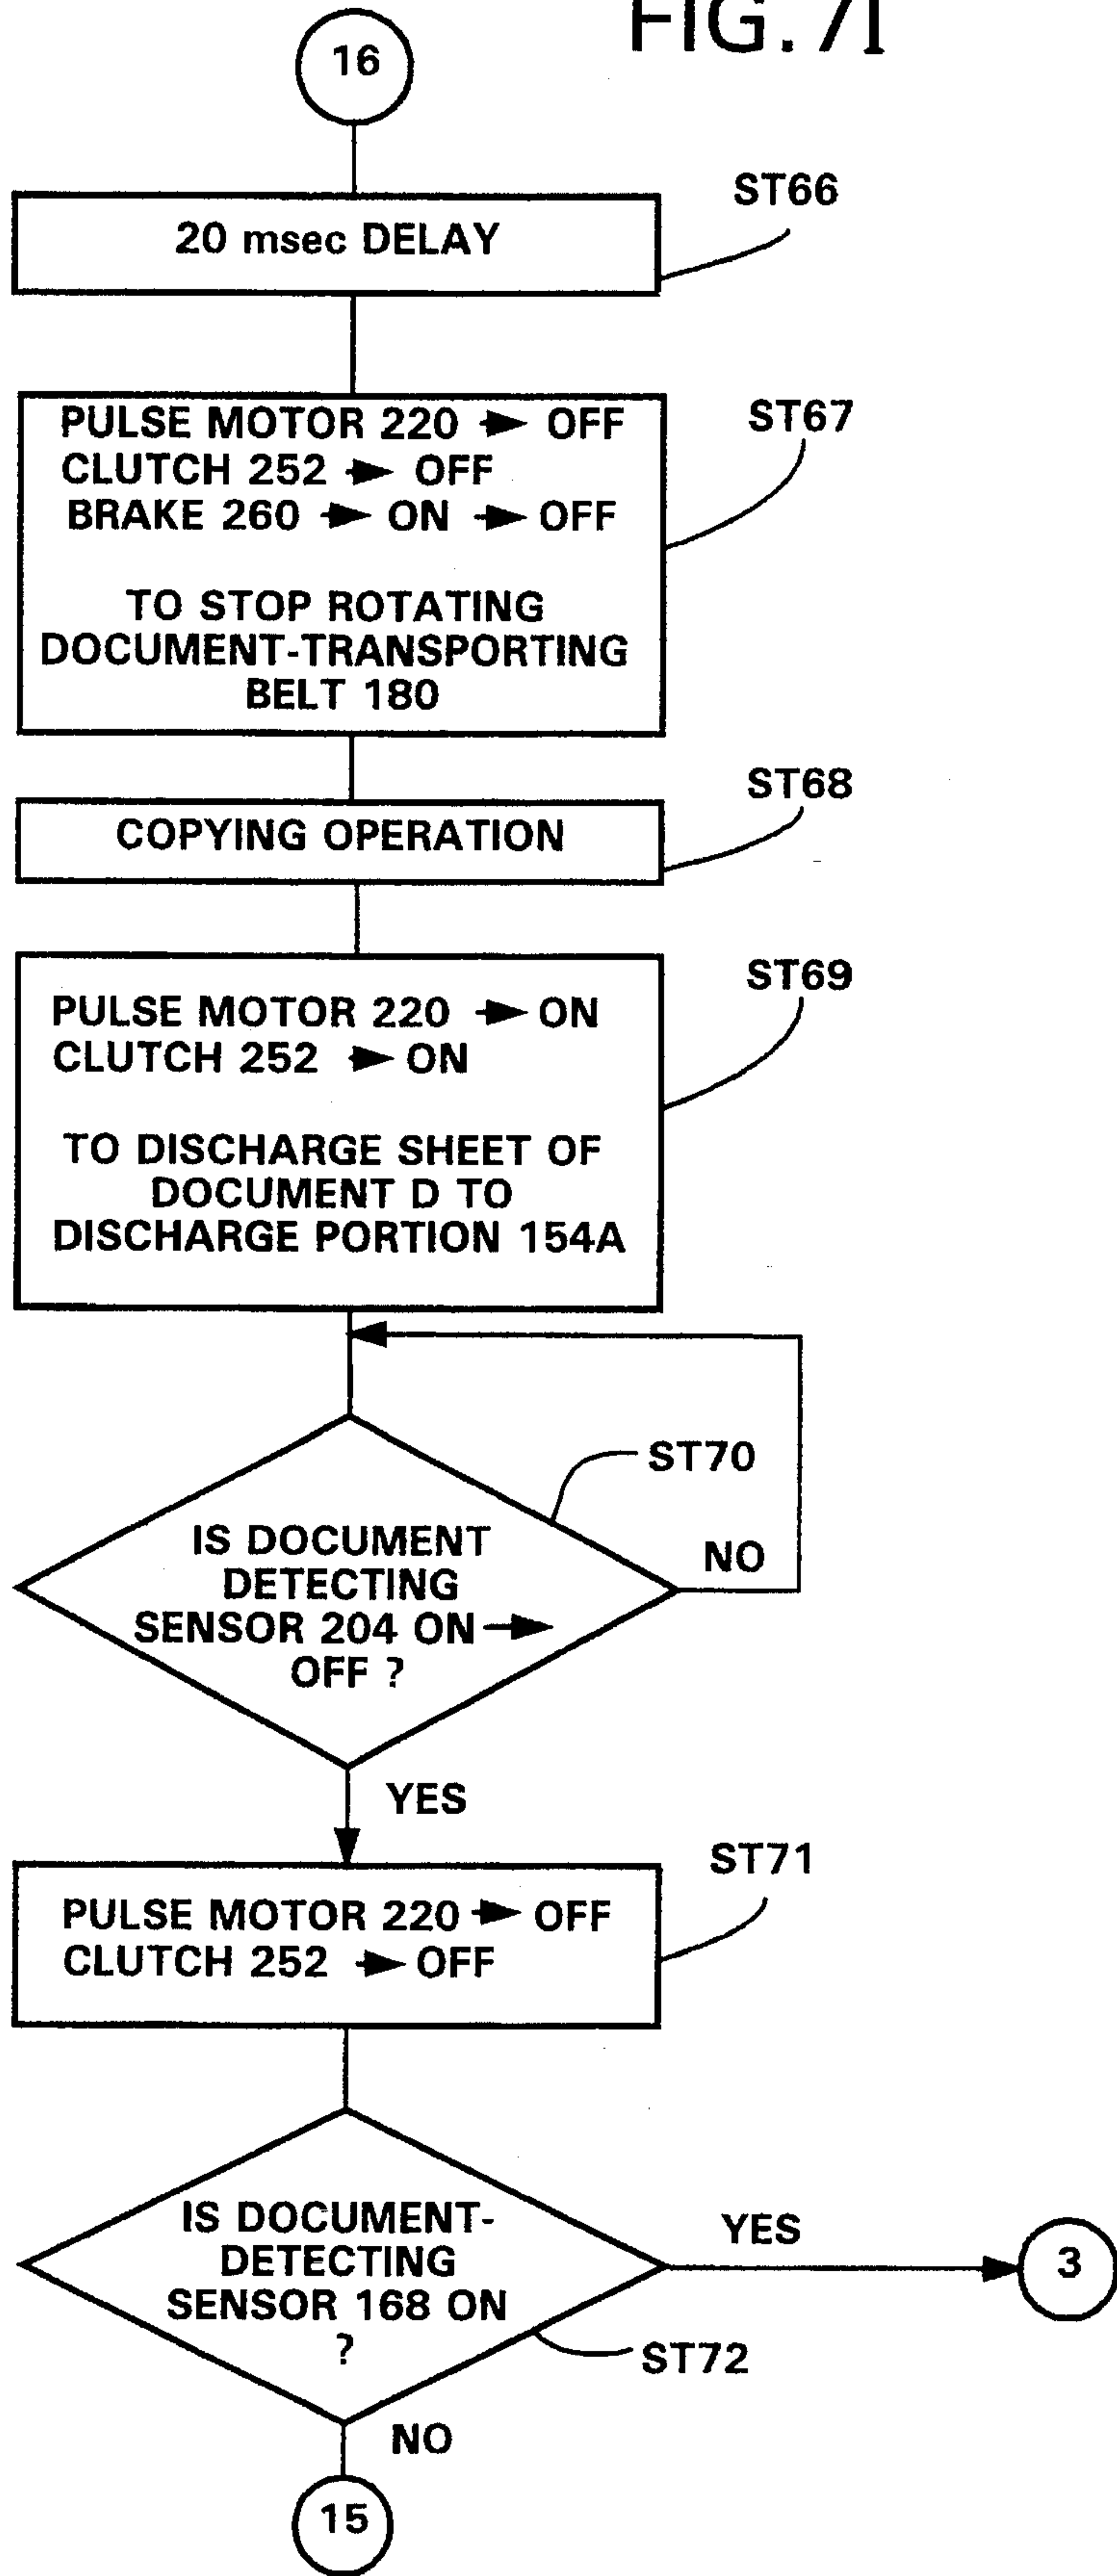 FIG. 7I
16
ST66
20 msec DELAY
ST67
PULSE MOTOR 220 → OFF
CLUTCH 252 → OFF
BRAKE 260 → ON → OFF
TO STOP ROTATING
DOCUMENT-TRANSPORTING
BELT 180
ST68
COPYING OPERATION
ST69
PULSE MOTOR 220 → ON
CLUTCH 252 → ON
TO DISCHARGE SHEET OF
DOCUMENT D TO
DISCHARGE PORTION 154A
ST70
IS DOCUMENT
DETECTING
SENSOR 204 ON →
OFF ?
NO
YES
ST71
PULSE MOTOR 220 → OFF
CLUTCH 252 → OFF
IS DOCUMENT-
DETECTING
SENSOR 168 ON
?
YES
3
ST72
NO
15